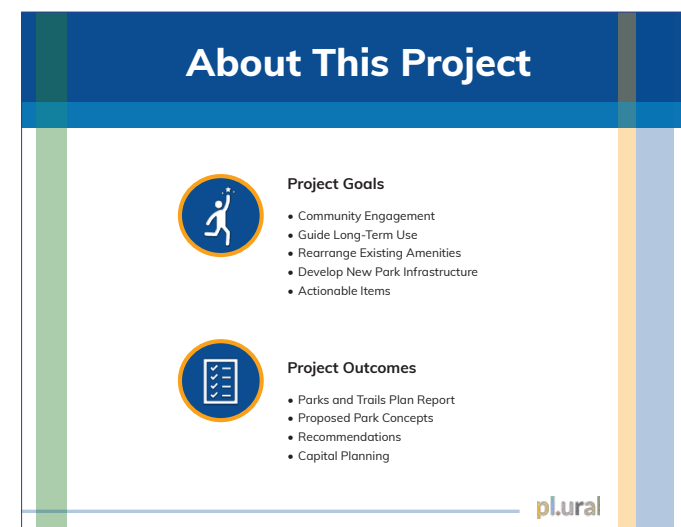 About This Project
Project Goals
• Community Engagement
• Guide Long-Term Use
• Rearrange Existing Amenities
• Develop New Park Infrastructure
• Actionable Items
Project Outcomes
• Parks and Trails Plan Report
• Proposed Park Concepts
• Recommendations
• Capital Planning
pl.ural